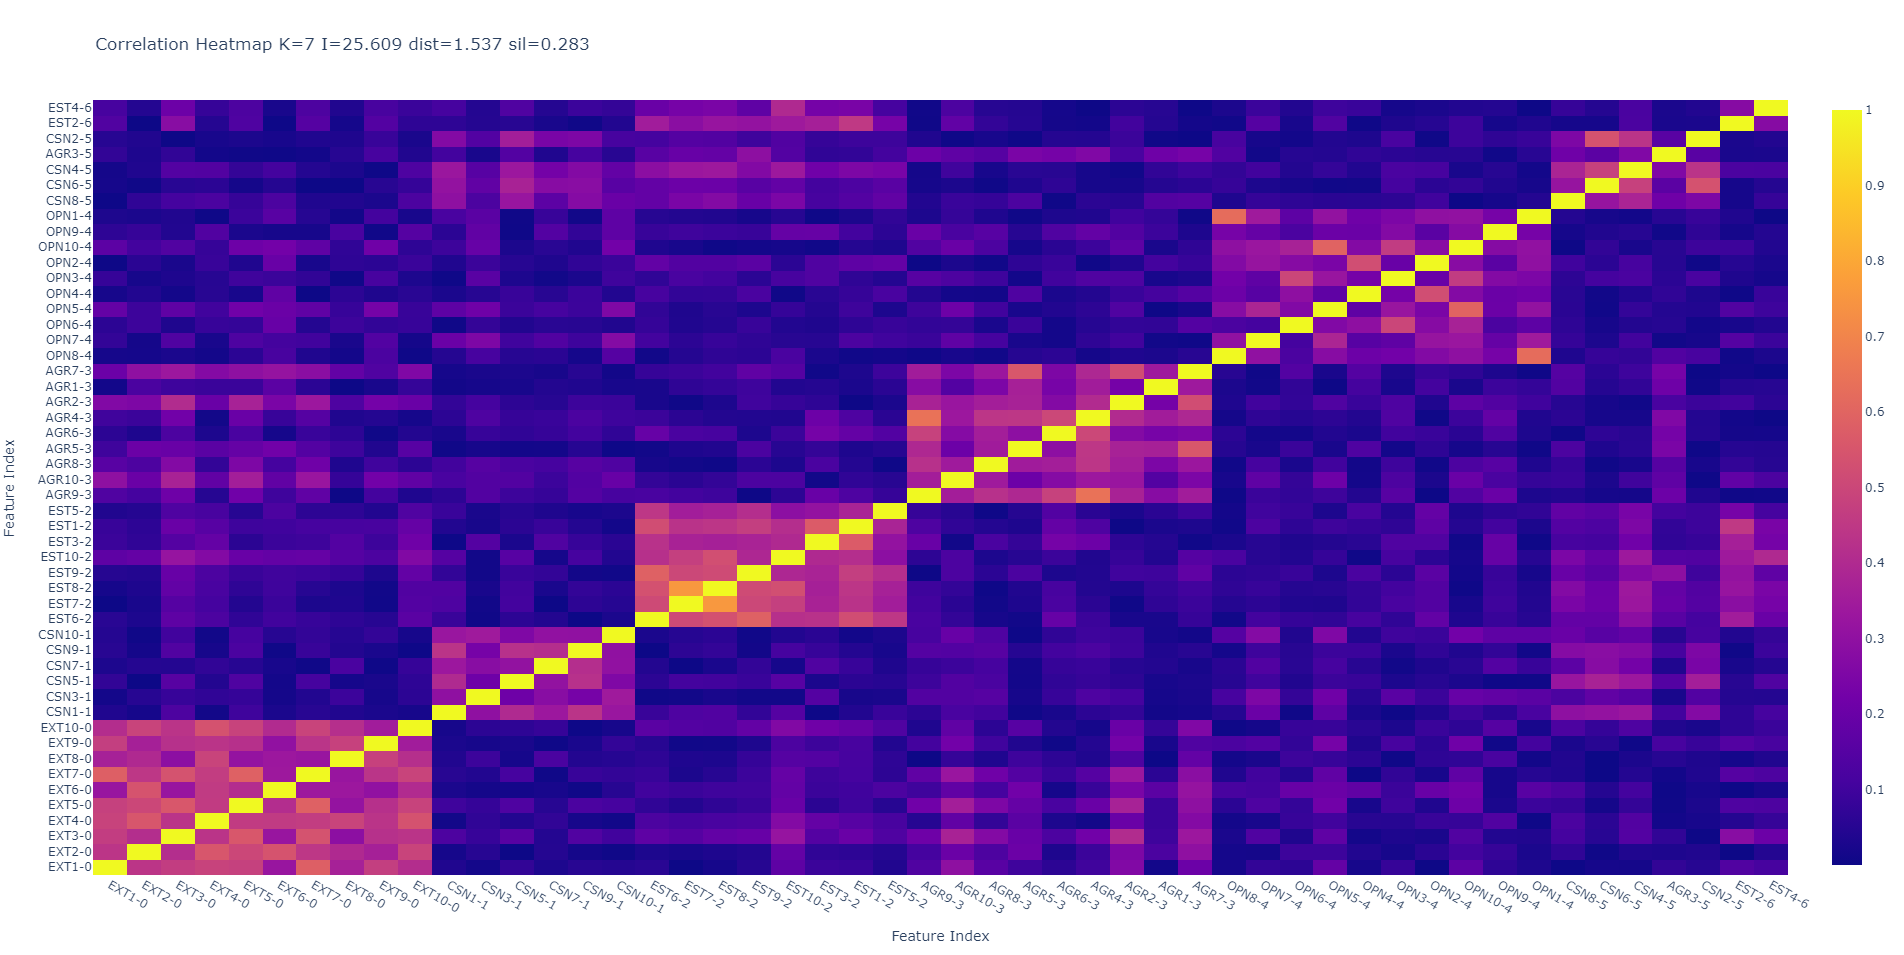 Correlation Heatmap K=7 I=25.609 dist=1.537 sil=0.283
Feature Index
EST4-6
EST2-6
CSN2-5
AGR3-5
CSN4-5
CSN6-5
CSN8-5
OPN1-4
OPN9-4
OPN10-4
OPN2-4
OPN3-4
OPN4-4
OPN5-4
OPN6-4
OPN7-4
OPN8-4
AGR7-3
AGR1-3
AGR2-3
AGR4-3
AGR6-3
AGR5-3
AGR8-3
AGR10-3
AGR9-3
EST5-2
EST1-2
EST3-2
EST10-2
EST9-2
EST8-2
EST7-2
EST6-2
CSN10-1
CSN9-1
CSN7-1
CSN5-1
CSN3-1
CSN1-1
EXT10-0
EXT9-0
EXT8-0
EXT7-0
EXT6-0
EXT5-0
EXT4-0
EXT3-0
EXT2-0
EXT1-0
EXT1-0
EXT2-0
EXT3-0
EXT4-0
EXT5-0
EXT6-0
EXT7-0
EXT8-0
EXT9-0
EXT10-0
CSN1-1
CSN3-1
CSN5-1
CSN7-1
CSN9-1
CSN10-1
EST6-2
EST7-2
EST8-2
EST9-2
EST10-2
EST3-2
EST1-2
EST5-2
AGR9-3
AGR10-3
AGR8-3
AGR5-3
AGR6-3
AGR4-3
AGR2-3
AGR1-3
AGR7-3
OPN8-4
OPN7-4
OPN6-4
OPN5-4
OPN4-4
OPN3-4
OPN2-4
OPN10-4
OPN9-4
OPN1-4
CSN8-5
CSN6-5
CSN4-5
AGR3-5
CSN2-5
EST2-6
EST4-6
Feature Index
1
0.9
0.8
0.7
0.6
0.5
0.4
0.3
0.2
0.1